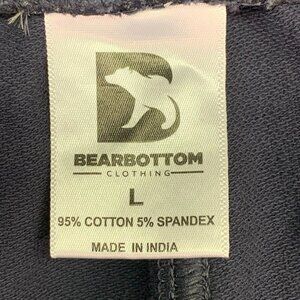 B
BEARBOTTOM
CLOTHING
L
95% COTTON 5% SPANDEX
MADE IN INDIA